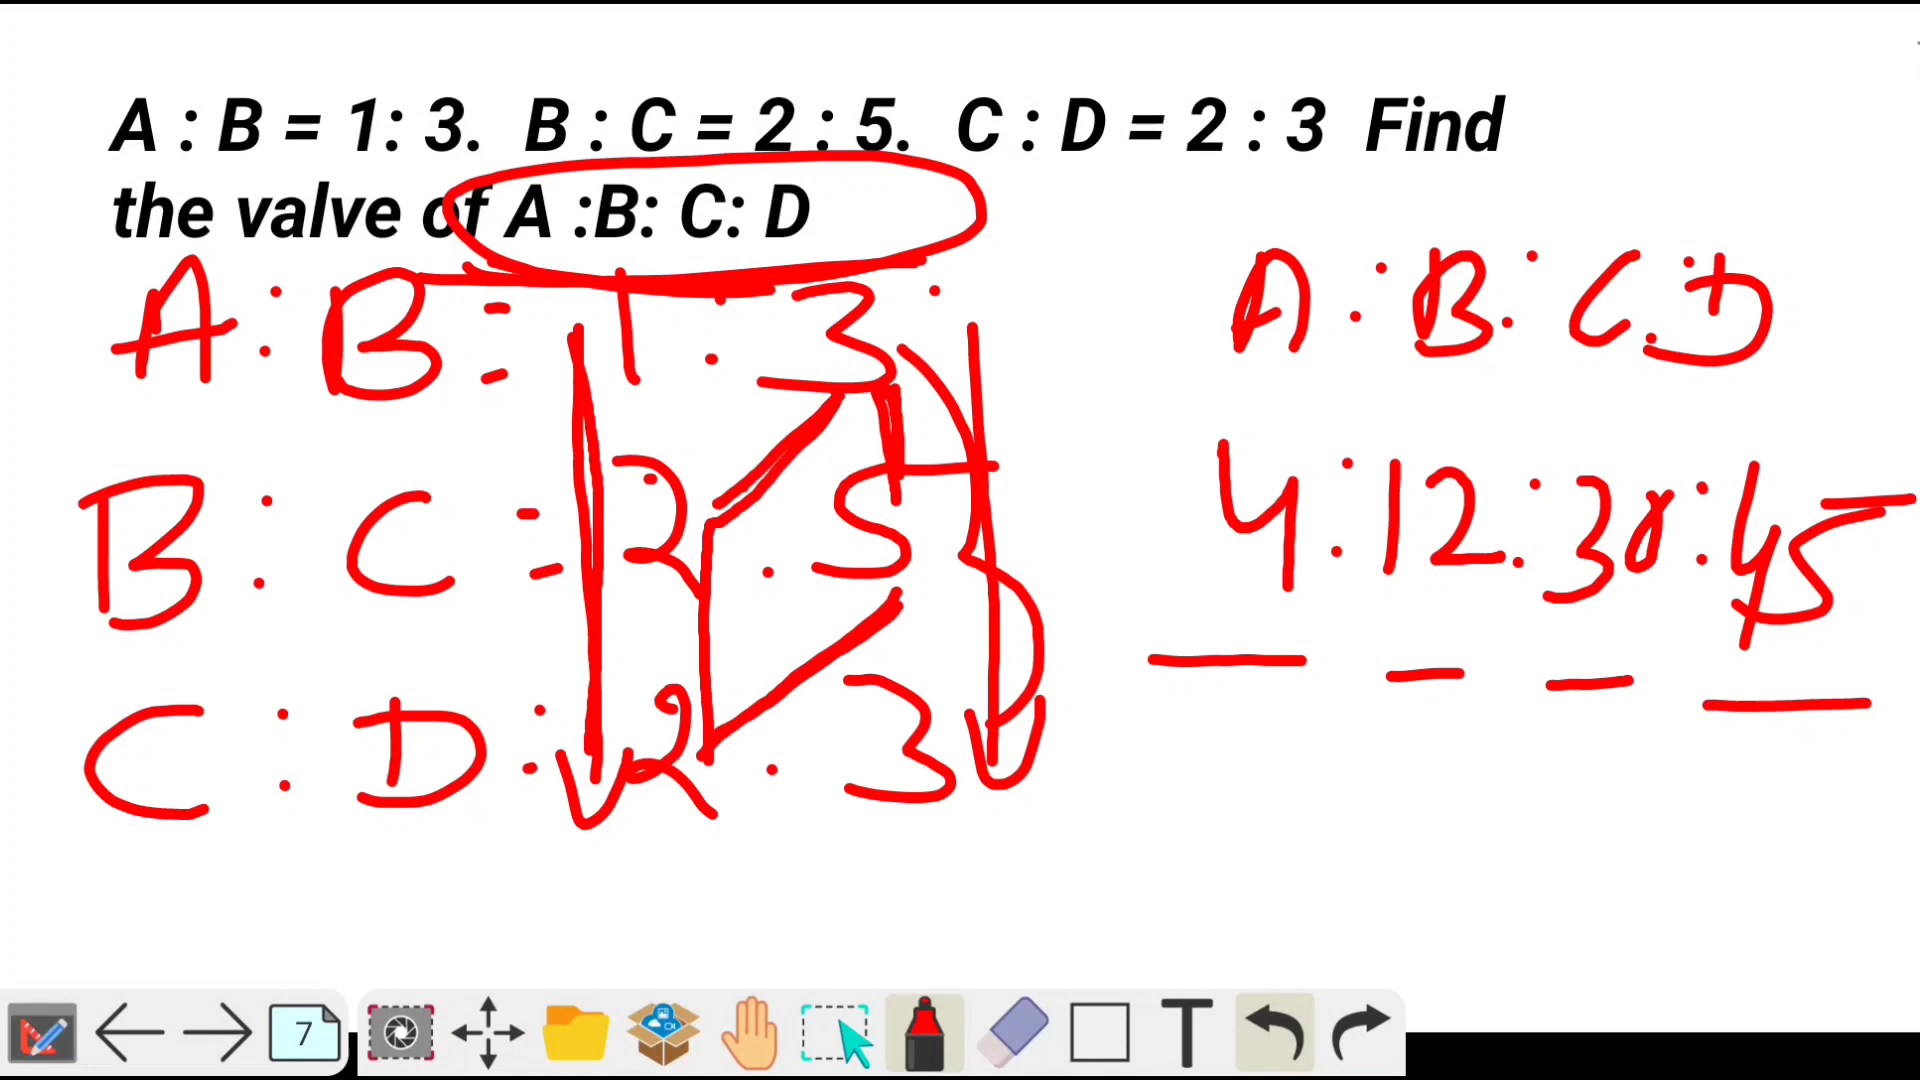 A : B = 1: 3. B : C = 2 : 5. C : D = 2 : 3 Find
the valve of A :B: C: D
A : B = 1 : 3
B : C = 2 : 5
C : D : 2 : 3
A : B : C : D
4 : 12 : 30 : 45
7
T